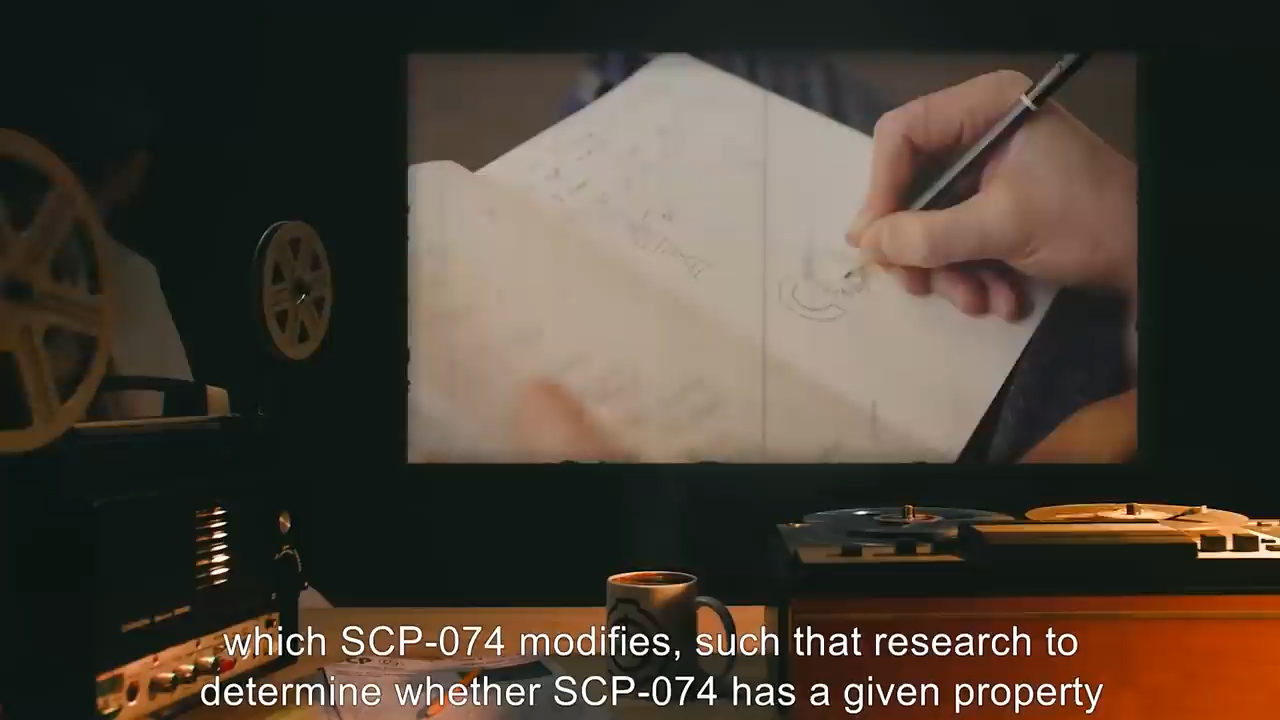 which SCP-074 modifies, such that research to
determine whether SCP-074 has a given property